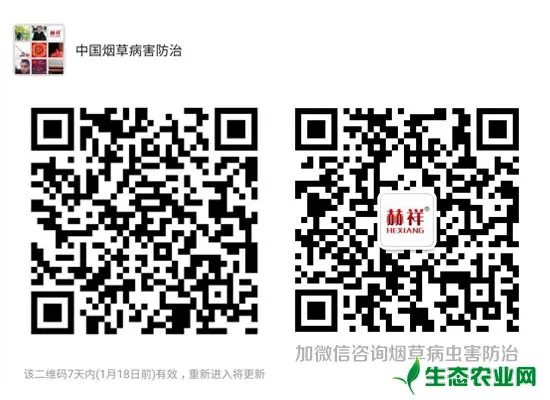 中国烟草病害防治
赫祥®
HEXIANG
该二维码7天内(1月18日前)有效，重新进入将更新
加微信咨询烟草病虫害防治
生态农业网